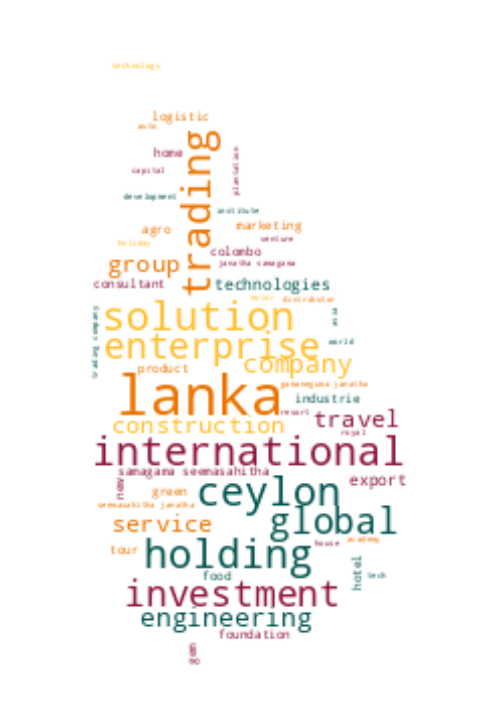 technology
logistic
auto
trading
home
plantation
capital
development
institute
agro
marketing
holiday
venture
colombo
group
janatha samagama
consultant
technologies
motor
distributor
solution
trading company
asia
enterprise
world
company
product
lanka
gananeguna janatha
industrie
resort
construction
travel
royal
international
samagama seemasahitha
new
export
green
ceylon
seemasahitha janatha
global
service
academy
tour
holding
house
food
hotel
tech
investment
engineering
foundation